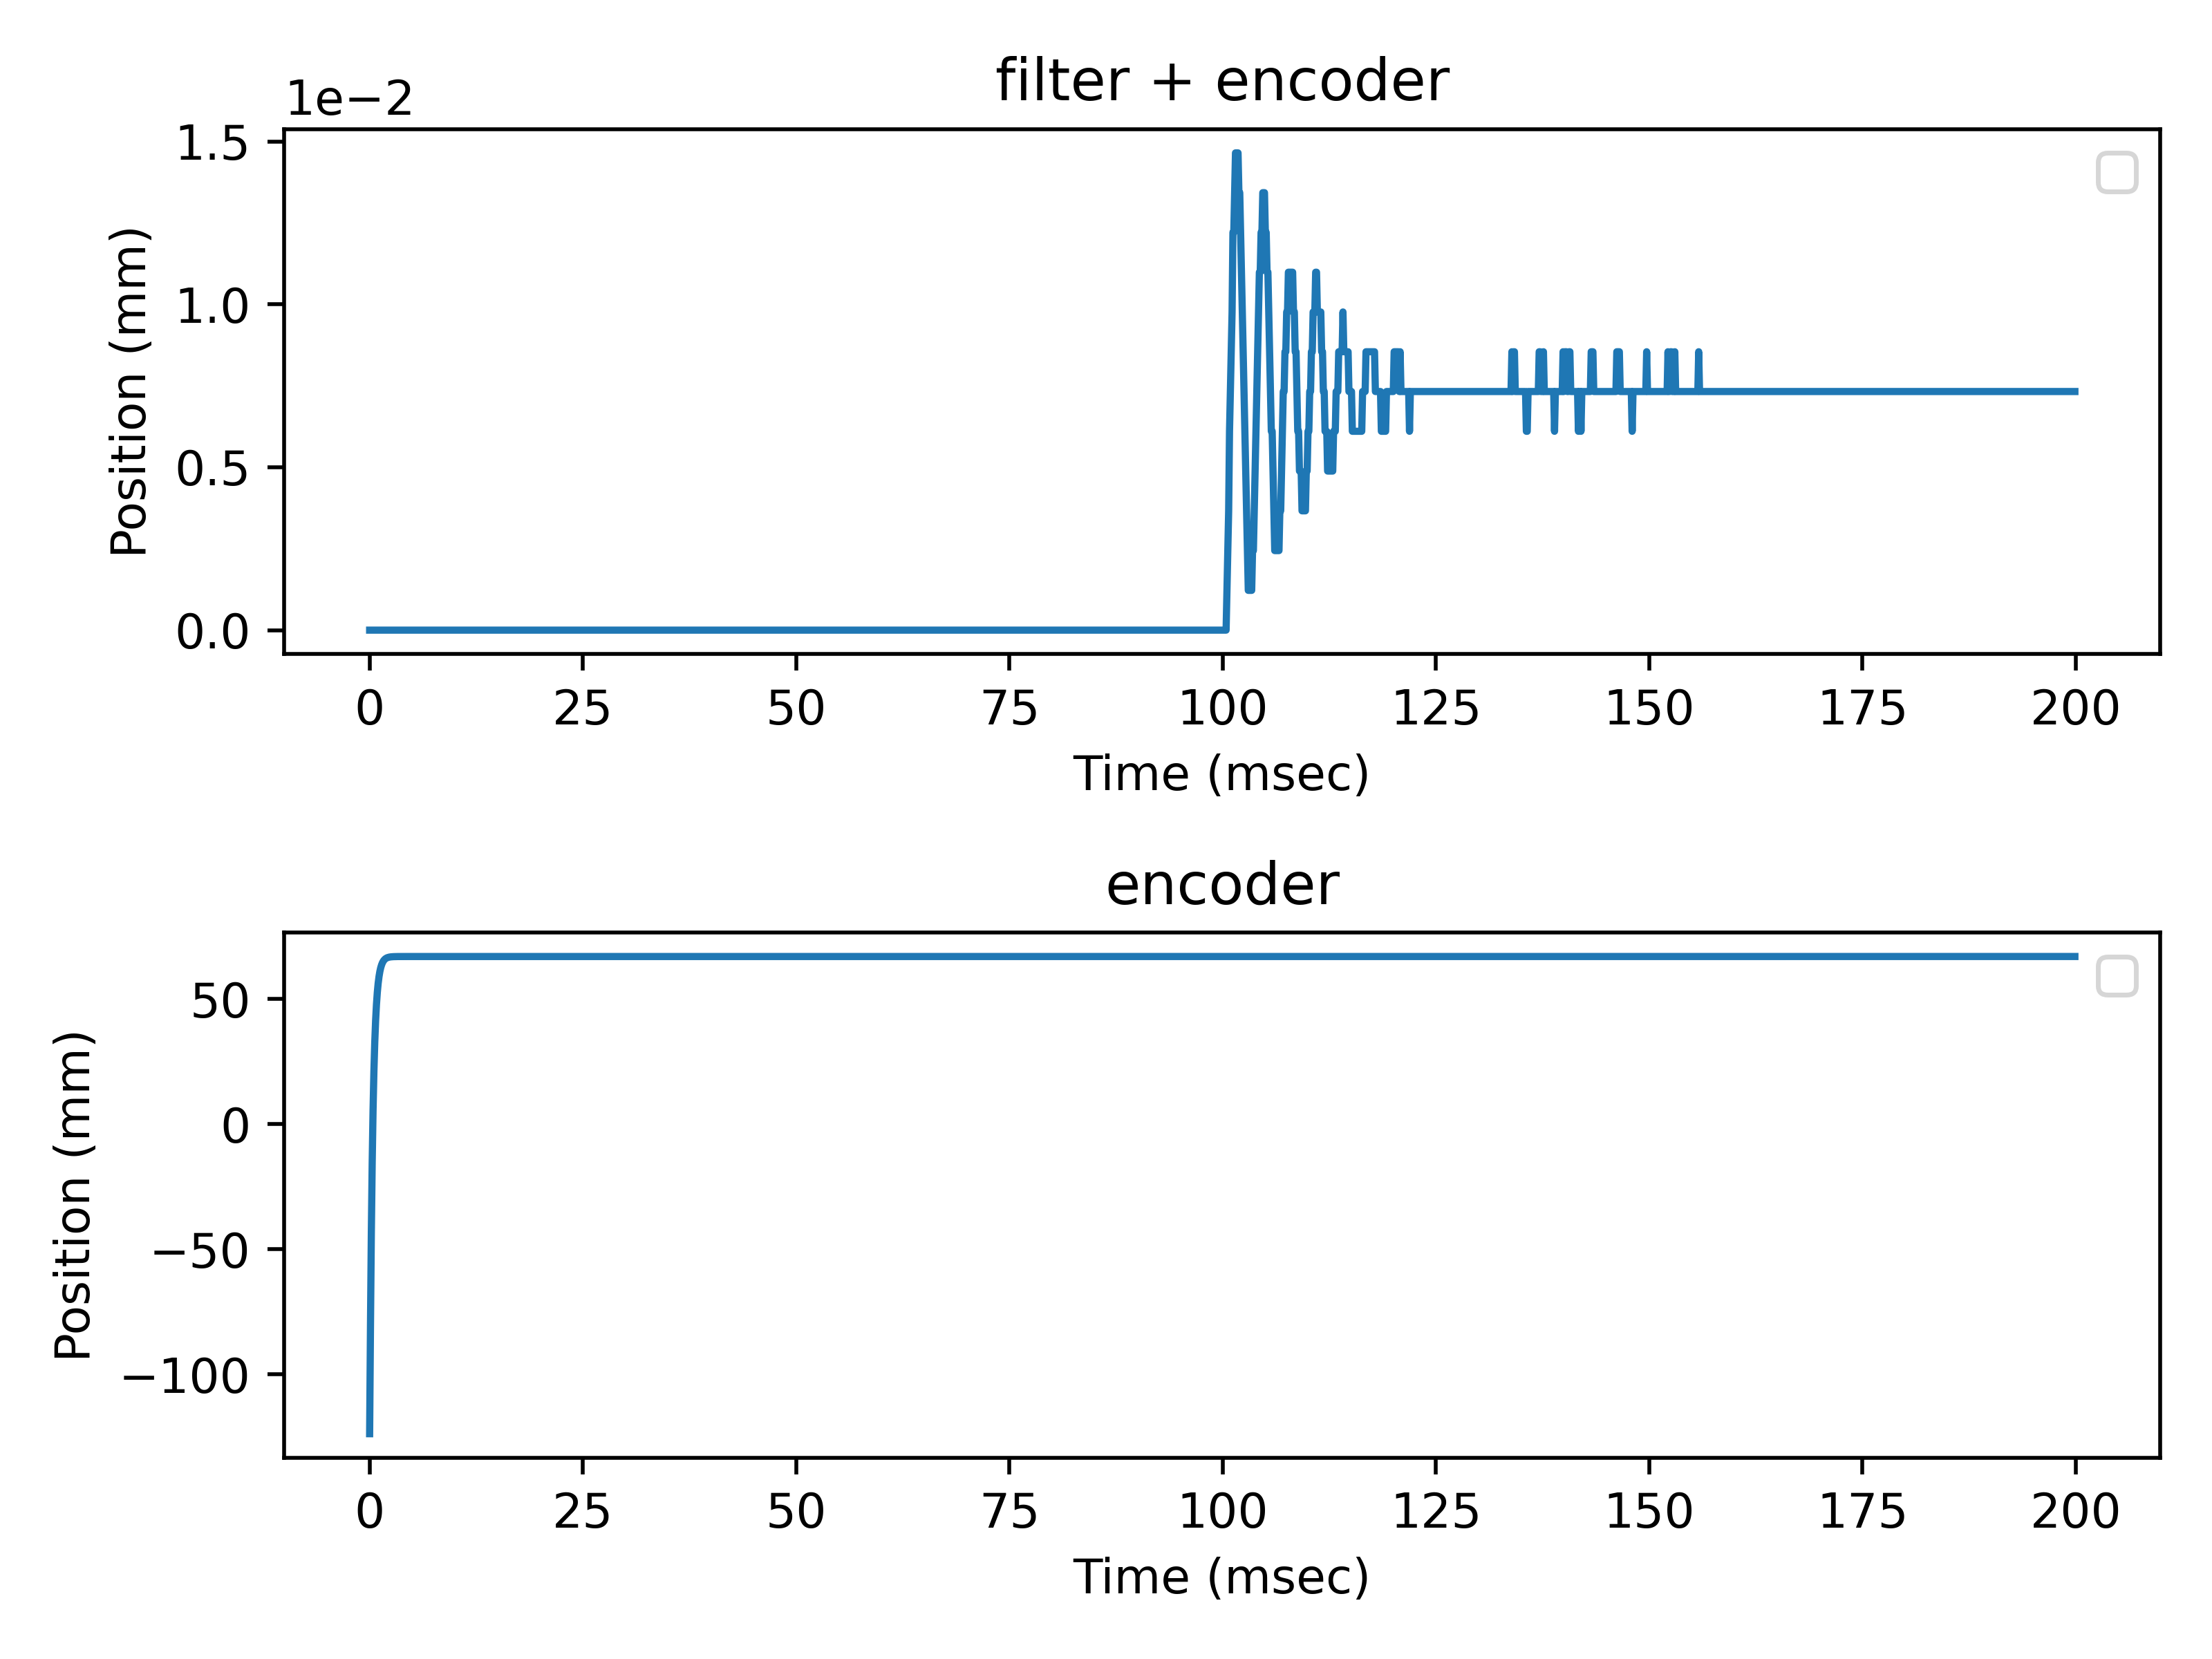 filter + encoder
1e−2
1.5
1.0
0.5
0.0
Position (mm)
0 25 50 75 100 125 150 175 200
Time (msec)
encoder
50
0
−50
−100
Position (mm)
0 25 50 75 100 125 150 175 200
Time (msec)